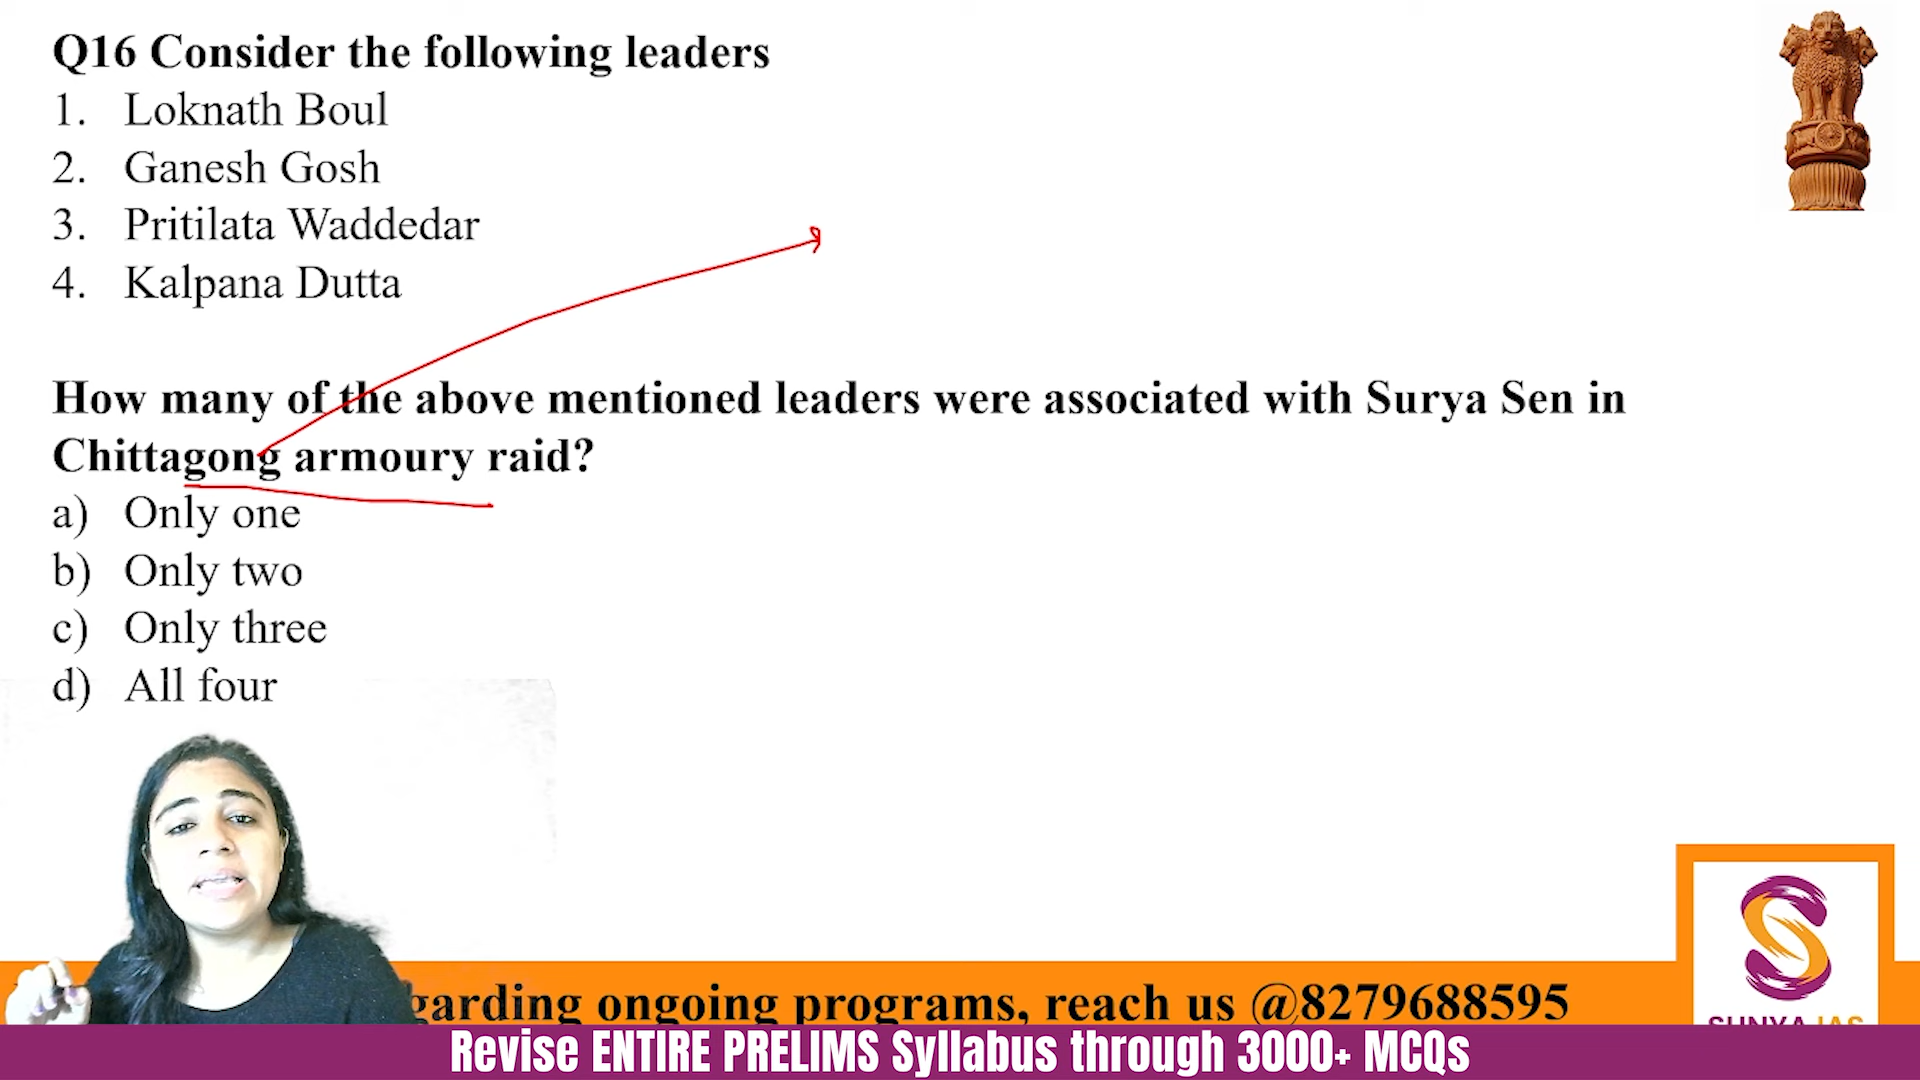 Q16 Consider the following leaders
1. Loknath Boul
2. Ganesh Gosh
3. Pritilata Waddedar
4. Kalpana Dutta
How many of the above mentioned leaders were associated with Surya Sen in
Chittagong armoury raid?
a) Only one
b) Only two
c) Only three
d) All four
garding ongoing programs, reach us @8279688595
SUNYA IAS
Revise ENTIRE PRELIMS Syllabus through 3000+ MCQs